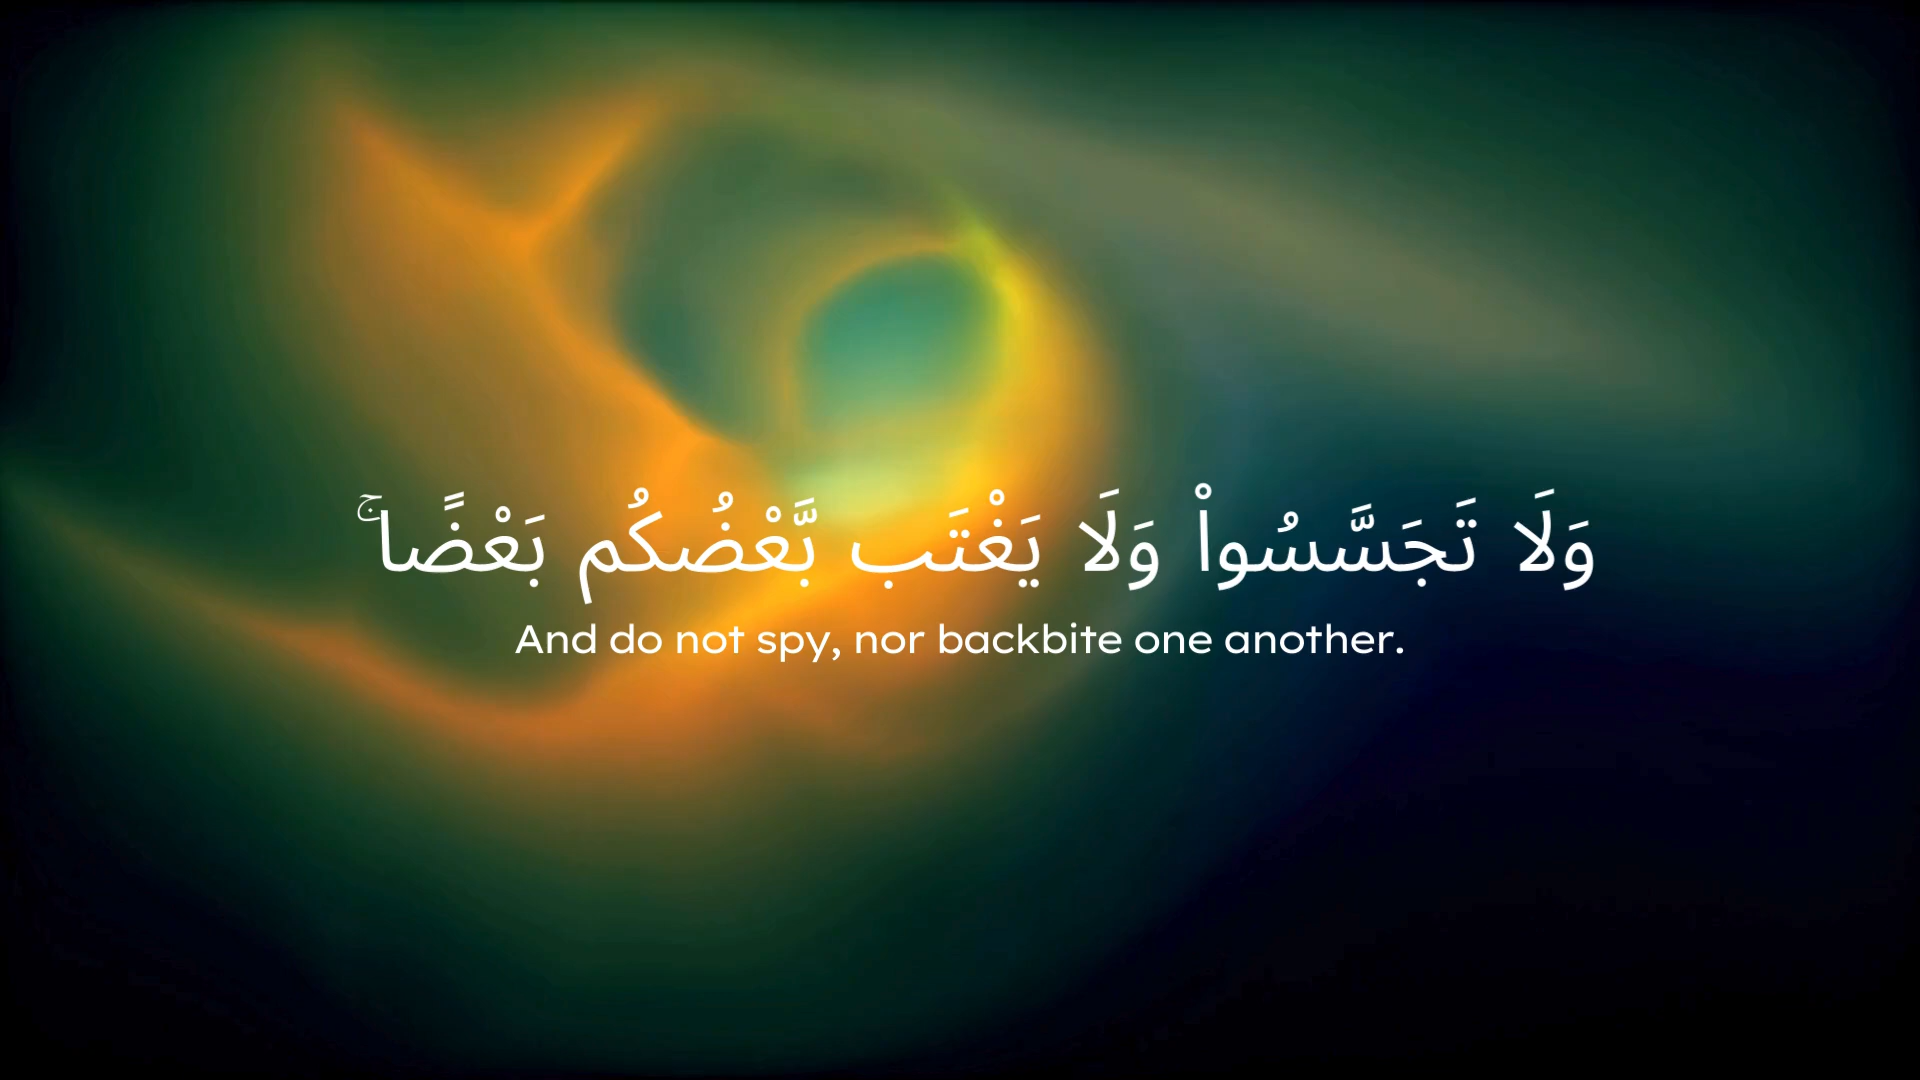 وَلَا تَجَسَّسُوا۟ وَلَا يَغْتَب بَّعْضُكُم بَعْضًا ۚ
And do not spy, nor backbite one another.